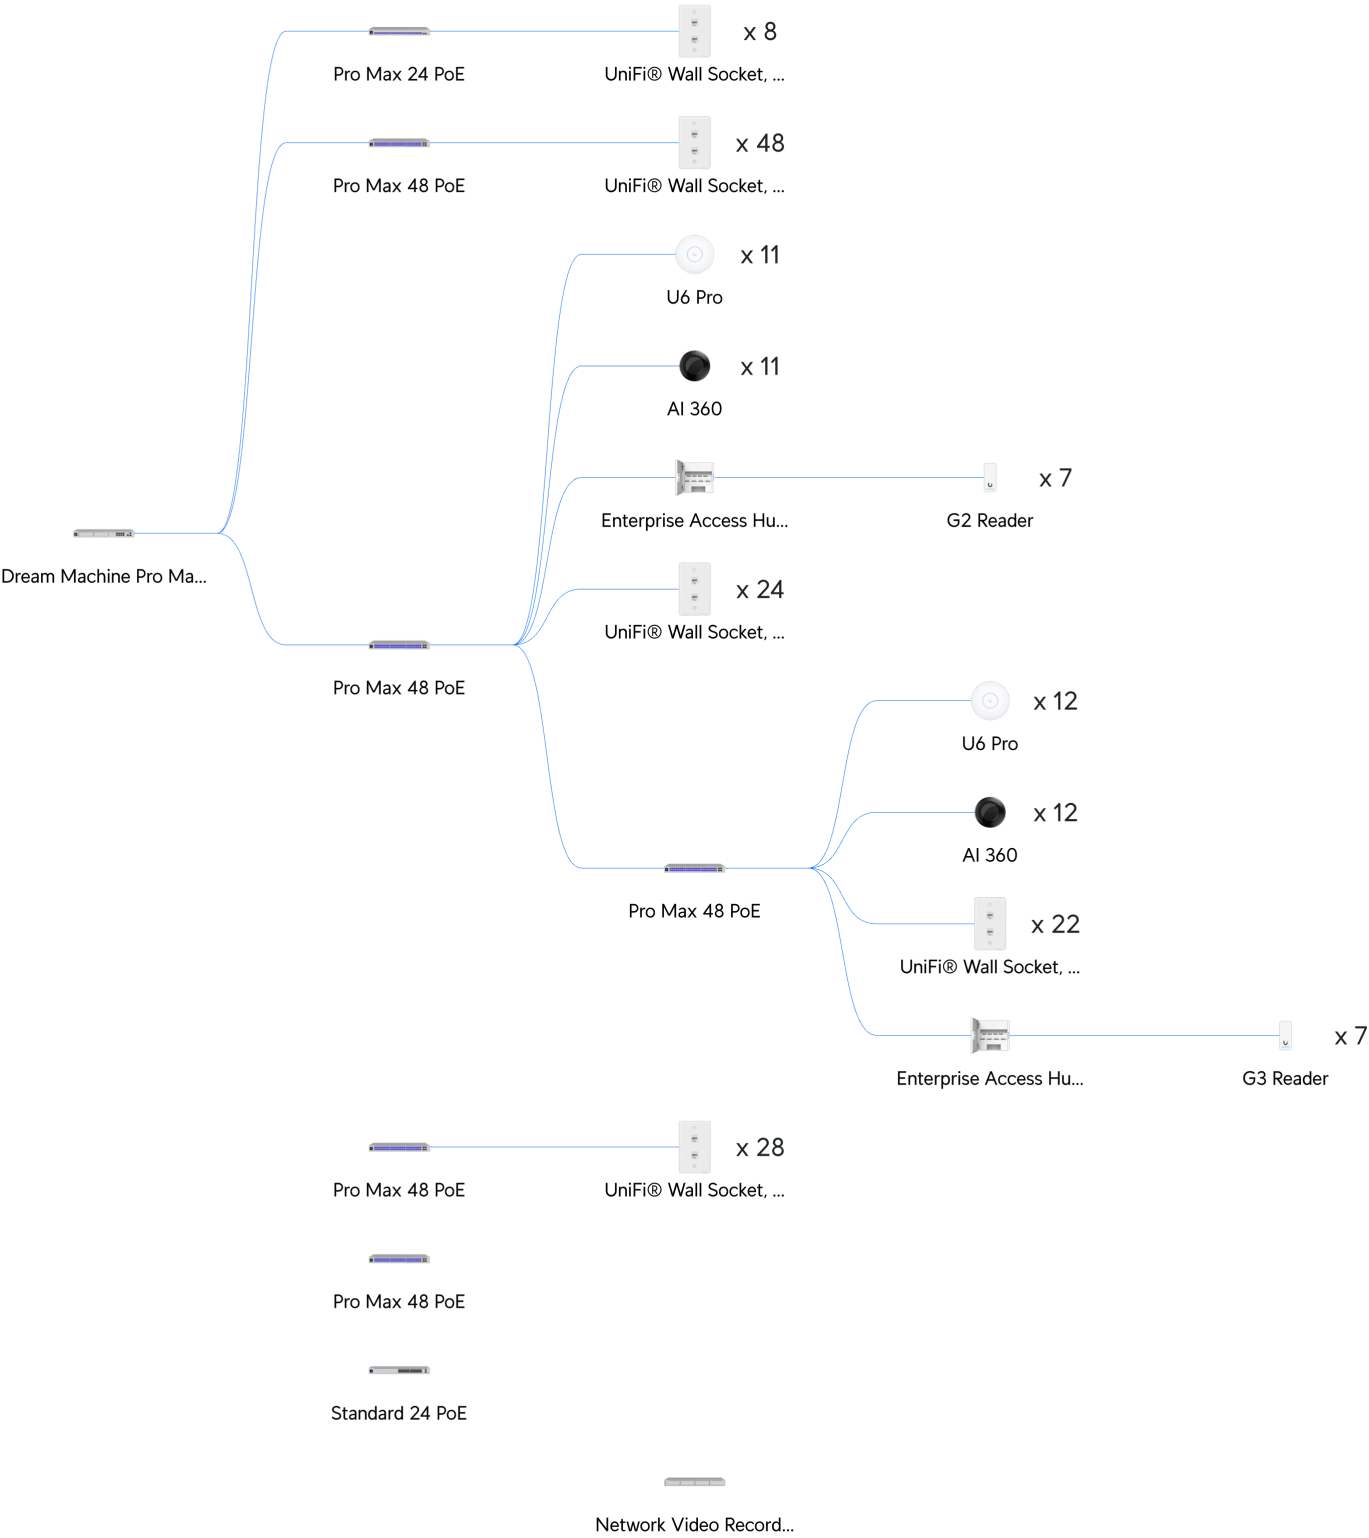 x 8
Pro Max 24 PoE
UniFi® Wall Socket, ...
x 48
Pro Max 48 PoE
UniFi® Wall Socket, ...
x 11
U6 Pro
x 11
AI 360
x 7
Enterprise Access Hu...
G2 Reader
Dream Machine Pro Ma...
x 24
UniFi® Wall Socket, ...
Pro Max 48 PoE
x 12
U6 Pro
x 12
AI 360
Pro Max 48 PoE
x 22
UniFi® Wall Socket, ...
x 7
Enterprise Access Hu...
G3 Reader
x 28
Pro Max 48 PoE
UniFi® Wall Socket, ...
Pro Max 48 PoE
Standard 24 PoE
Network Video Record...